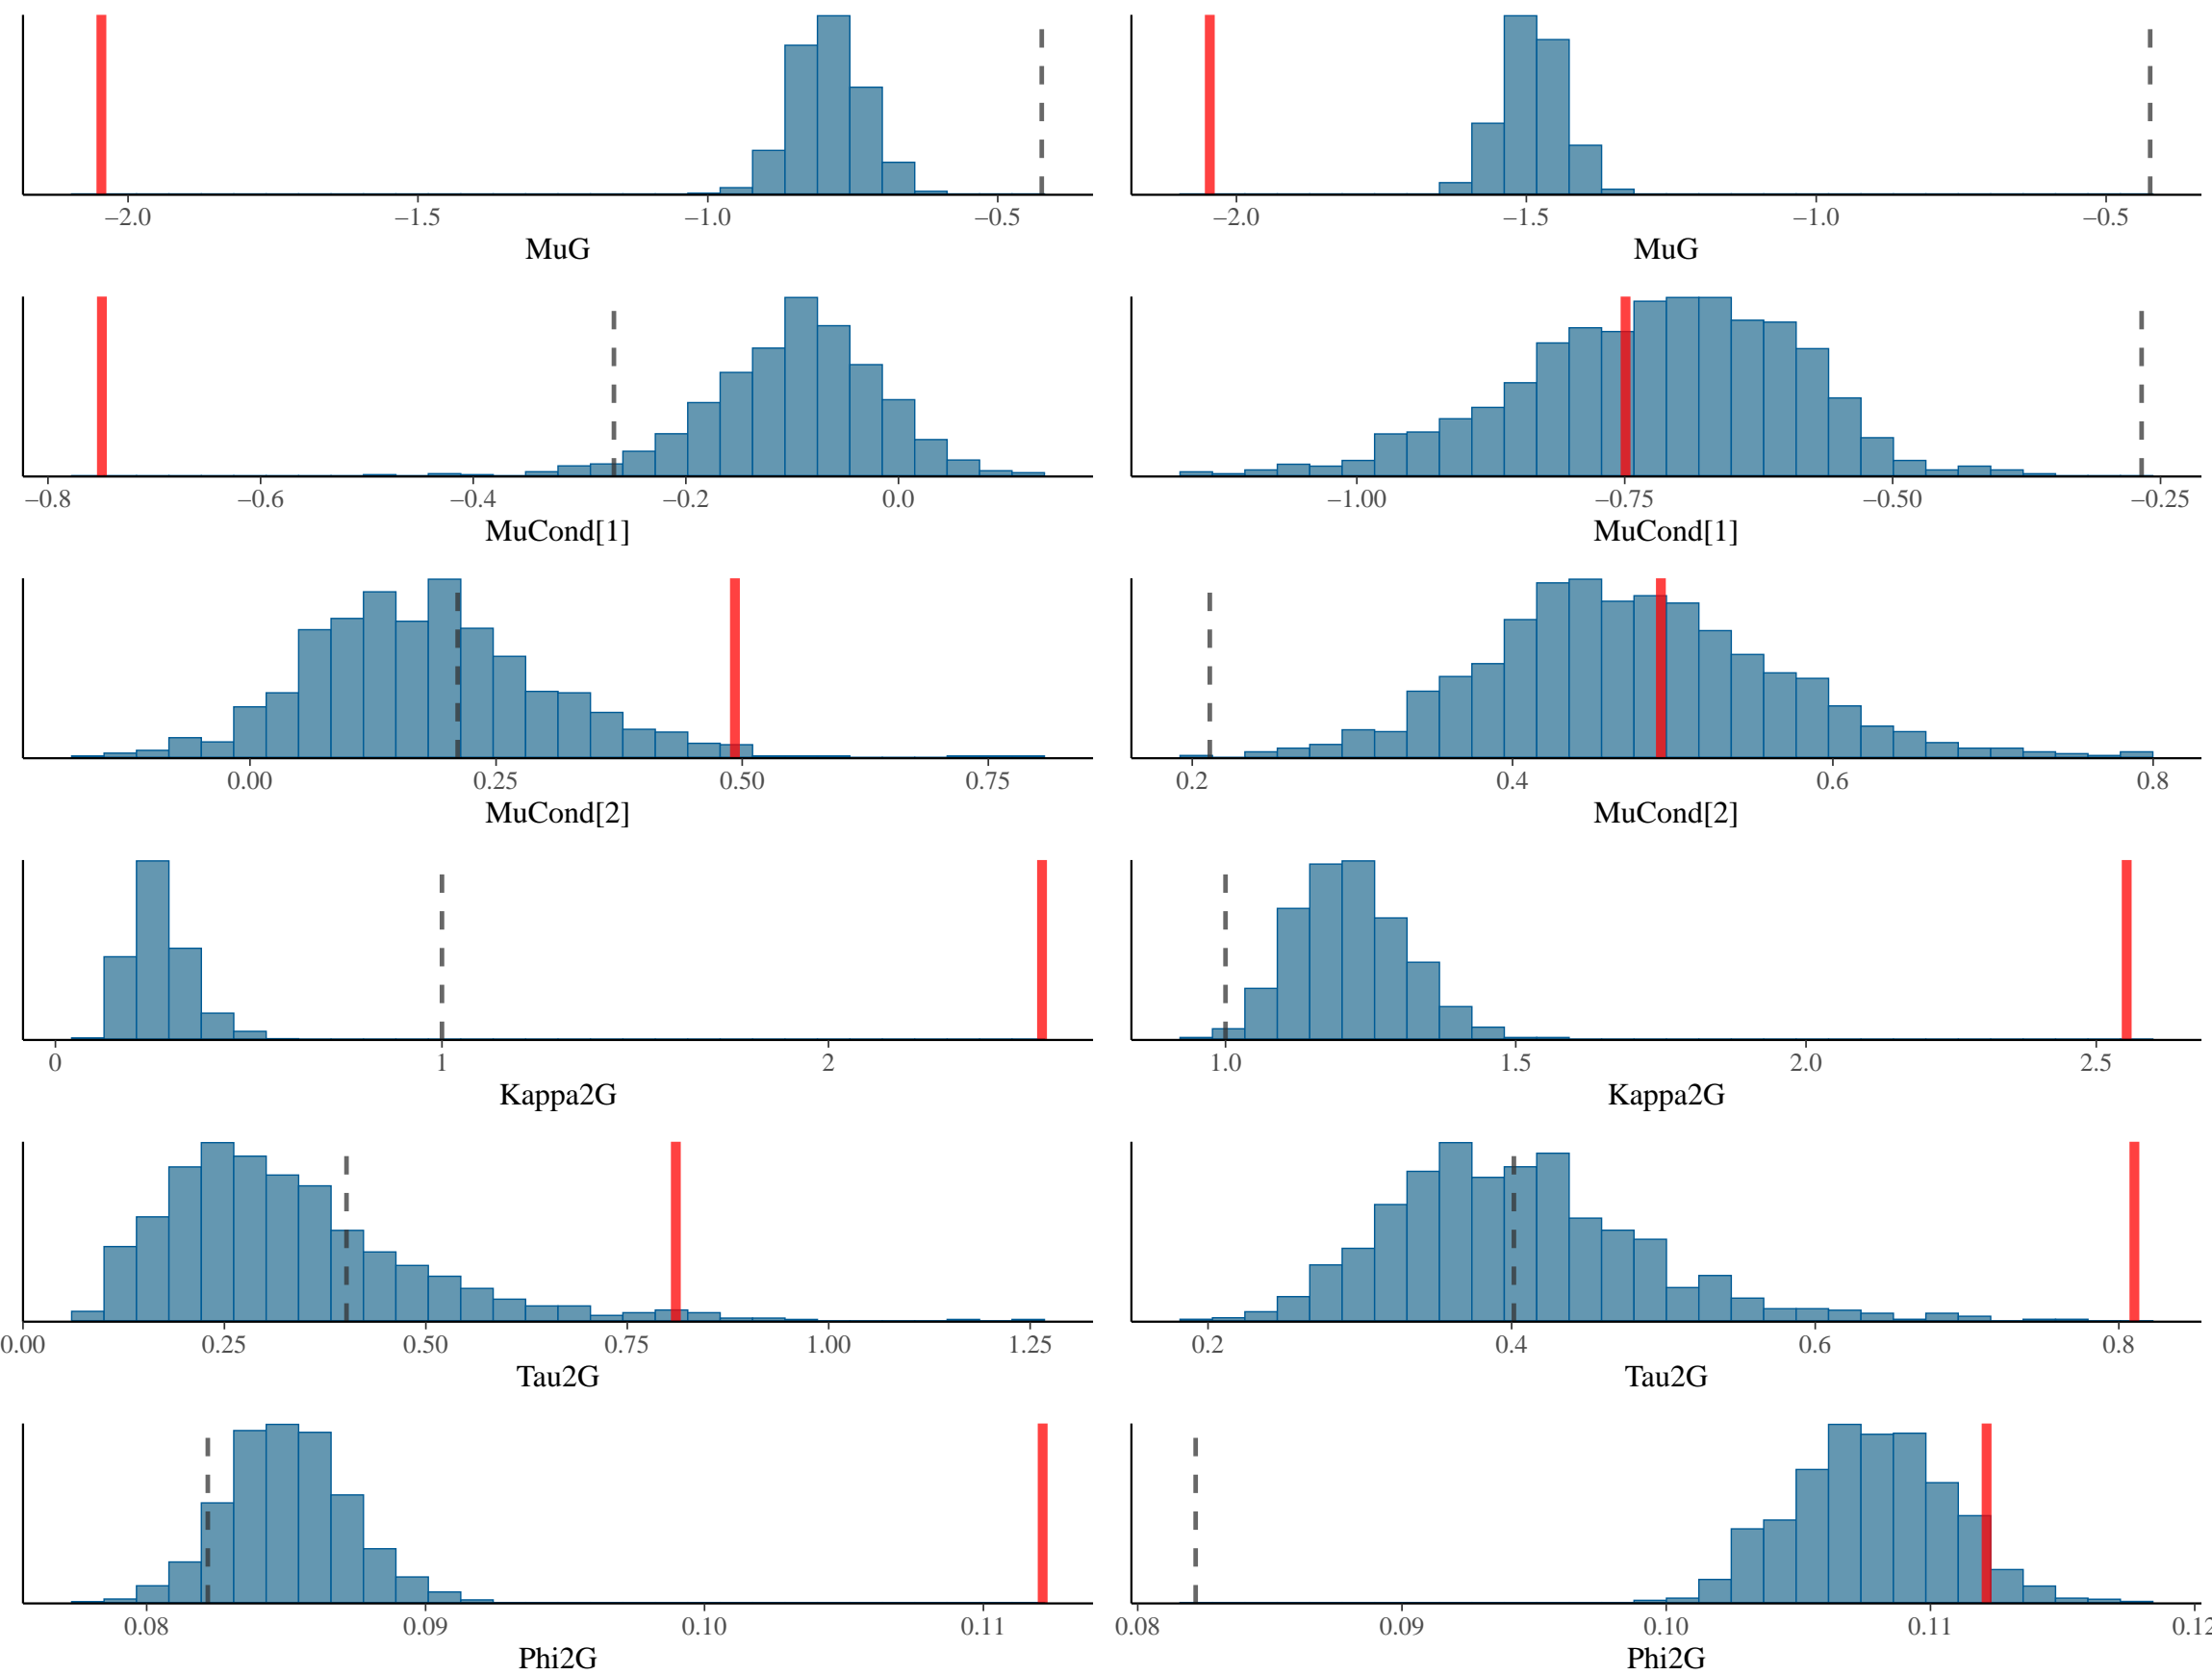 −2.0 −1.5 −1.0 −0.5
MuG
−2.0 −1.5 −1.0 −0.5
MuG
−0.8 −0.6 −0.4 −0.2 0.0
MuCond[1]
−1.00 −0.75 −0.50 −0.25
MuCond[1]
0.00 0.25 0.50 0.75
MuCond[2]
0.2 0.4 0.6 0.8
MuCond[2]
0 1 2
Kappa2G
1.0 1.5 2.0 2.5
Kappa2G
0.00 0.25 0.50 0.75 1.00 1.25
Tau2G
0.2 0.4 0.6 0.8
Tau2G
0.08 0.09 0.10 0.11
Phi2G
0.08 0.09 0.10 0.11 0.12
Phi2G